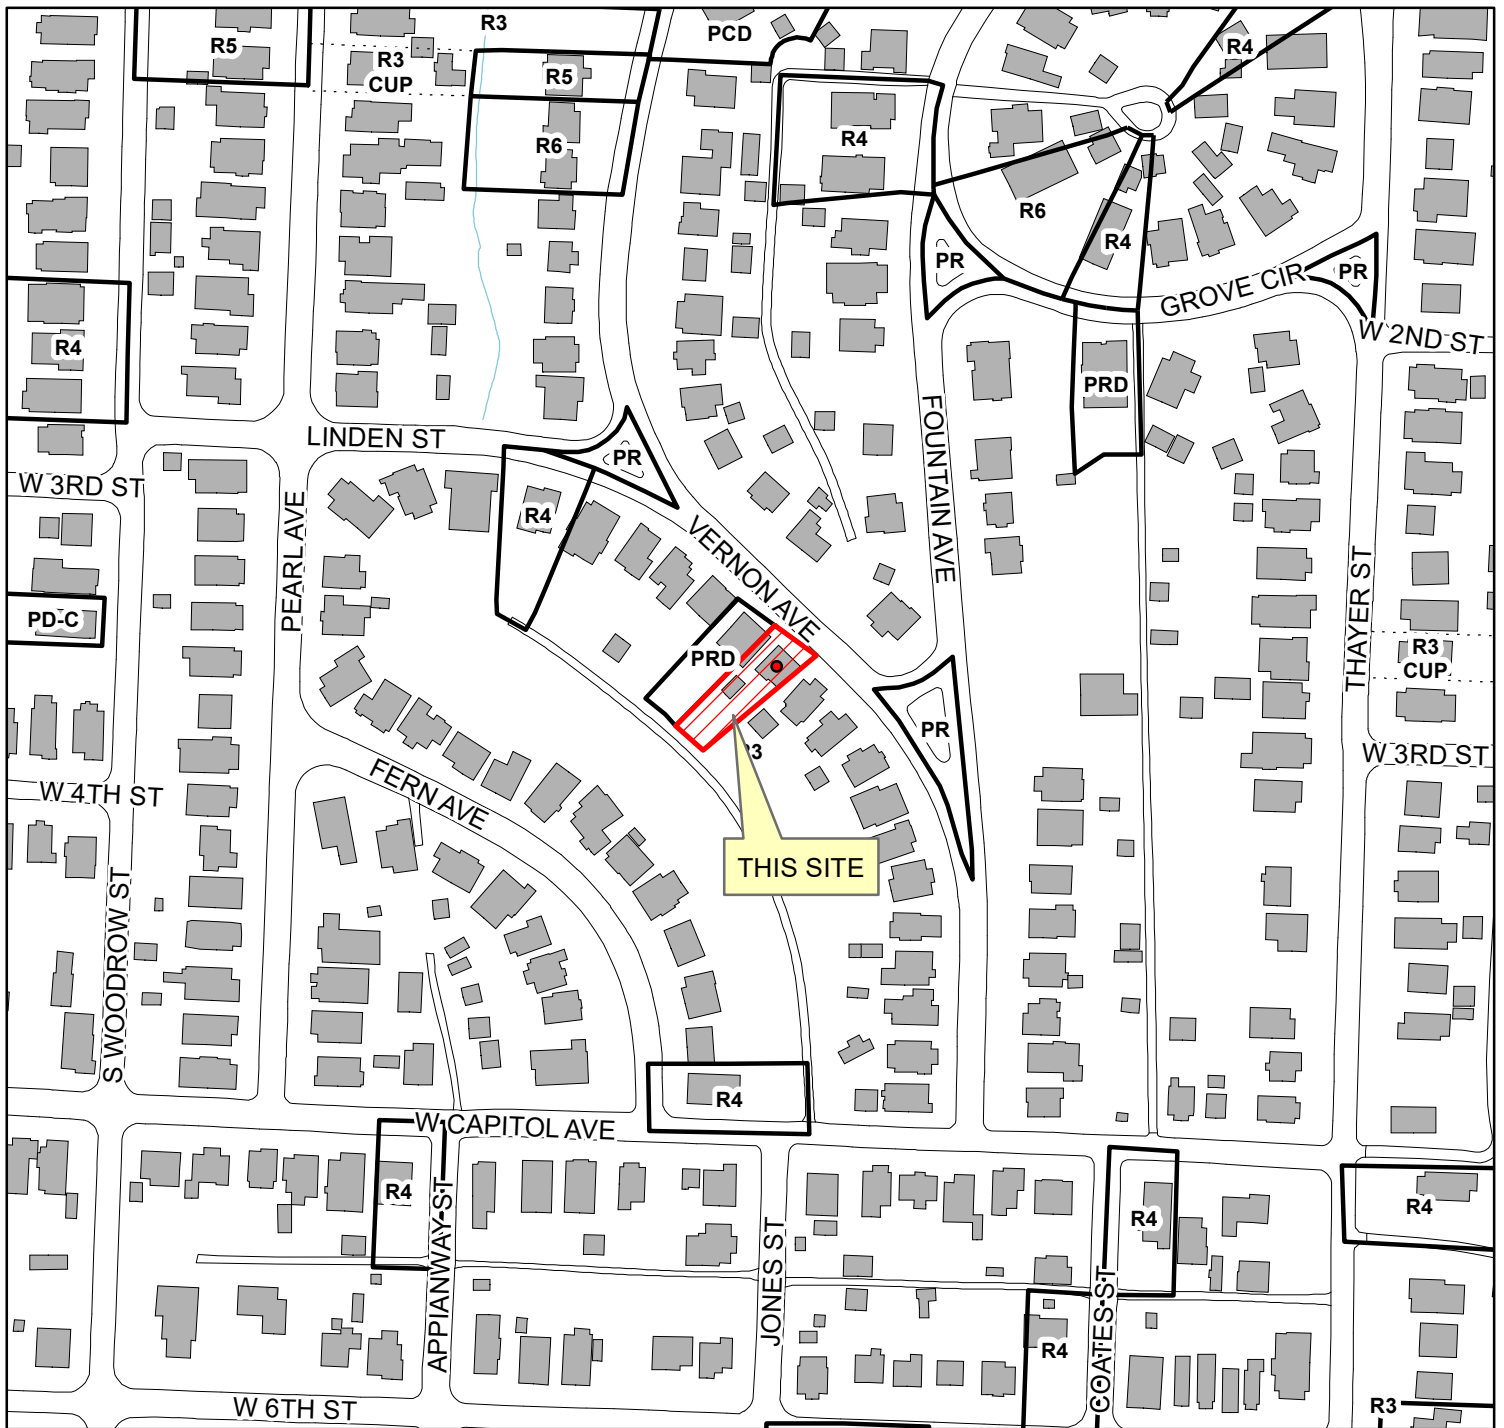 R3
R5
PCD
R4
R3
CUP
R5
R6
R4
R6
R4
PR
PR
GROVE CIR
W 2ND ST
R4
PRD
FOUNTAIN AVE
LINDEN ST
PR
W 3RD ST
PEARL AVE
R4
VERNON AVE
THAYER ST
PD-C
PRD
R3
CUP
PR
R3
W 3RD ST
FERN AVE
W 4TH ST
THIS SITE
S WOODROW ST
R4
W CAPITOL AVE
R4
APPIANWAY ST
JONES ST
R4
R4
COATES ST
R4
R3
W 6TH ST